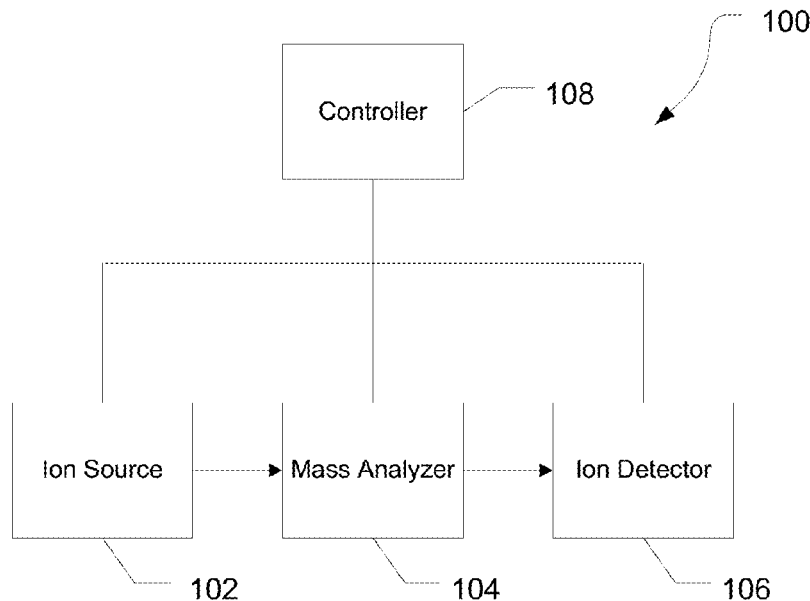 100
Controller
108
Ion Source
Mass Analyzer
Ion Detector
102
104
106